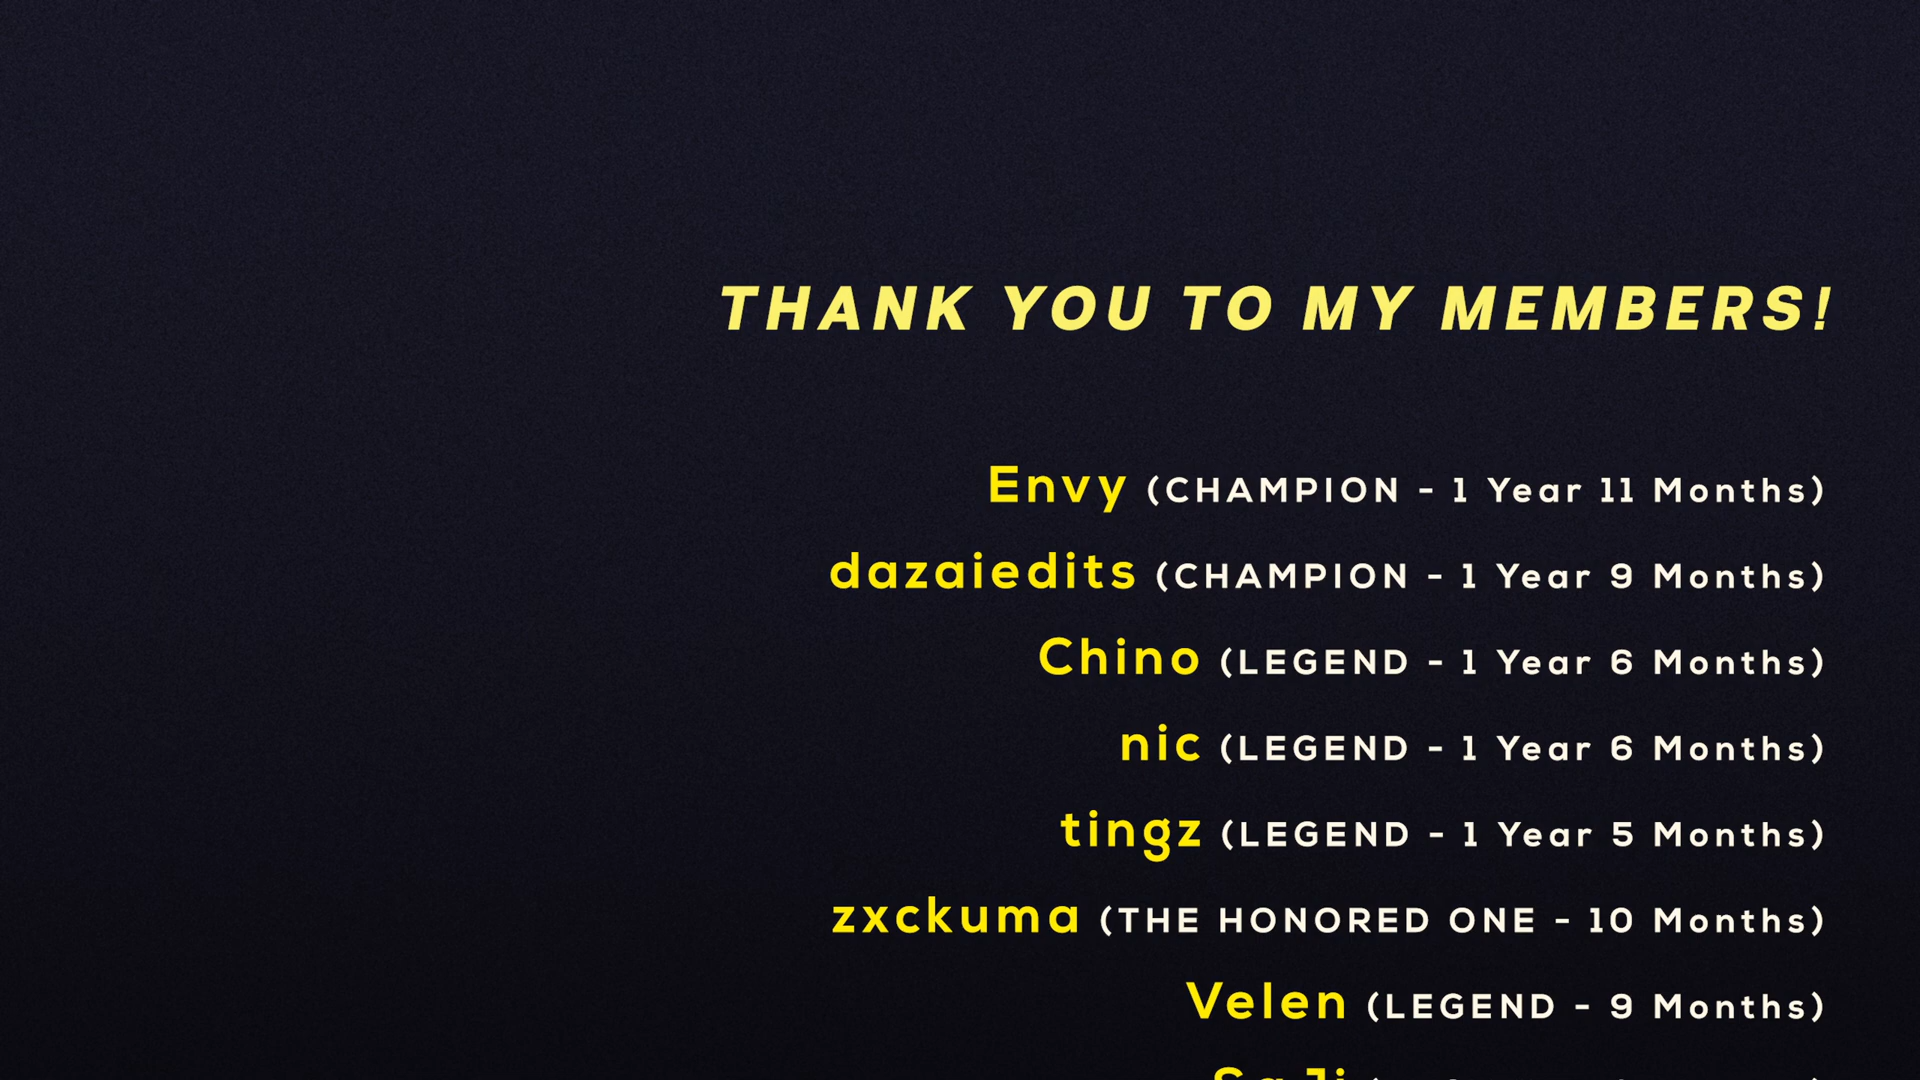 THANK YOU TO MY MEMBERS!
Envy (CHAMPION - 1 Year 11 Months)
dazaiedits (CHAMPION - 1 Year 9 Months)
Chino (LEGEND - 1 Year 6 Months)
nic (LEGEND - 1 Year 6 Months)
tingz (LEGEND - 1 Year 5 Months)
zxckuma (THE HONORED ONE - 10 Months)
Velen (LEGEND - 9 Months)